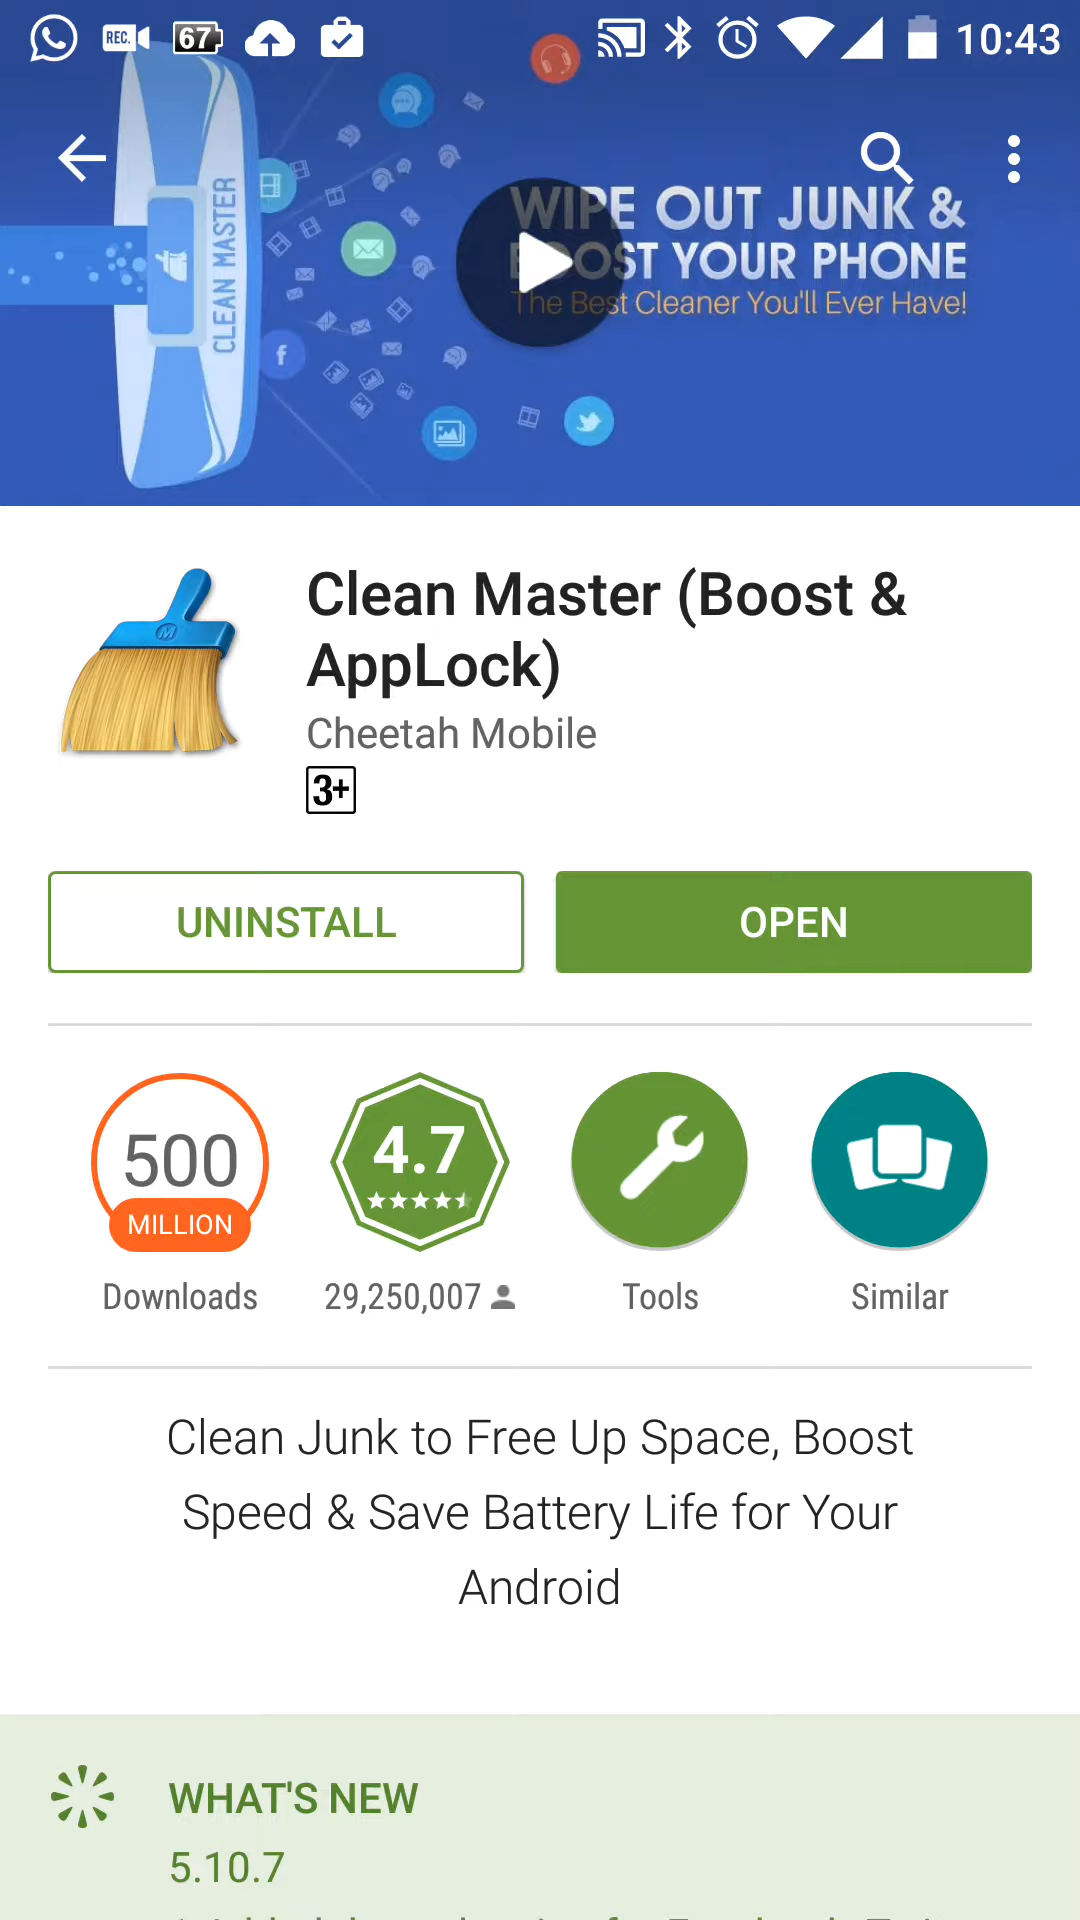 REC. 67 10:43
CLEAN MASTER
WIPE OUT JUNK &
BOOST YOUR PHONE
The Best Cleaner You'll Ever Have!
Clean Master (Boost &
AppLock)
Cheetah Mobile
3+
UNINSTALL OPEN
500 MILLION
4.7
Downloads 29,250,007 Tools Similar
Clean Junk to Free Up Space, Boost
Speed & Save Battery Life for Your
Android
WHAT'S NEW
5.10.7